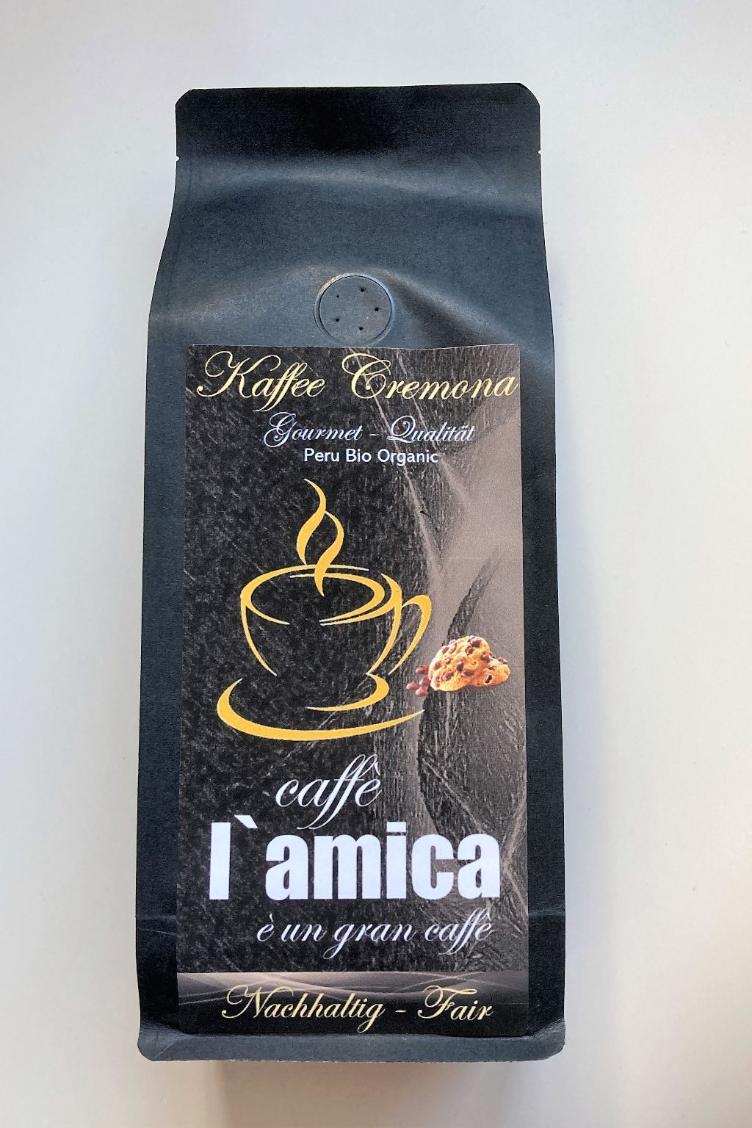 Kaffee Cremona
Gourmet - Qualität
Peru Bio Organic
caffè
l`amica
è un gran caffè
Nachhaltig - Fair